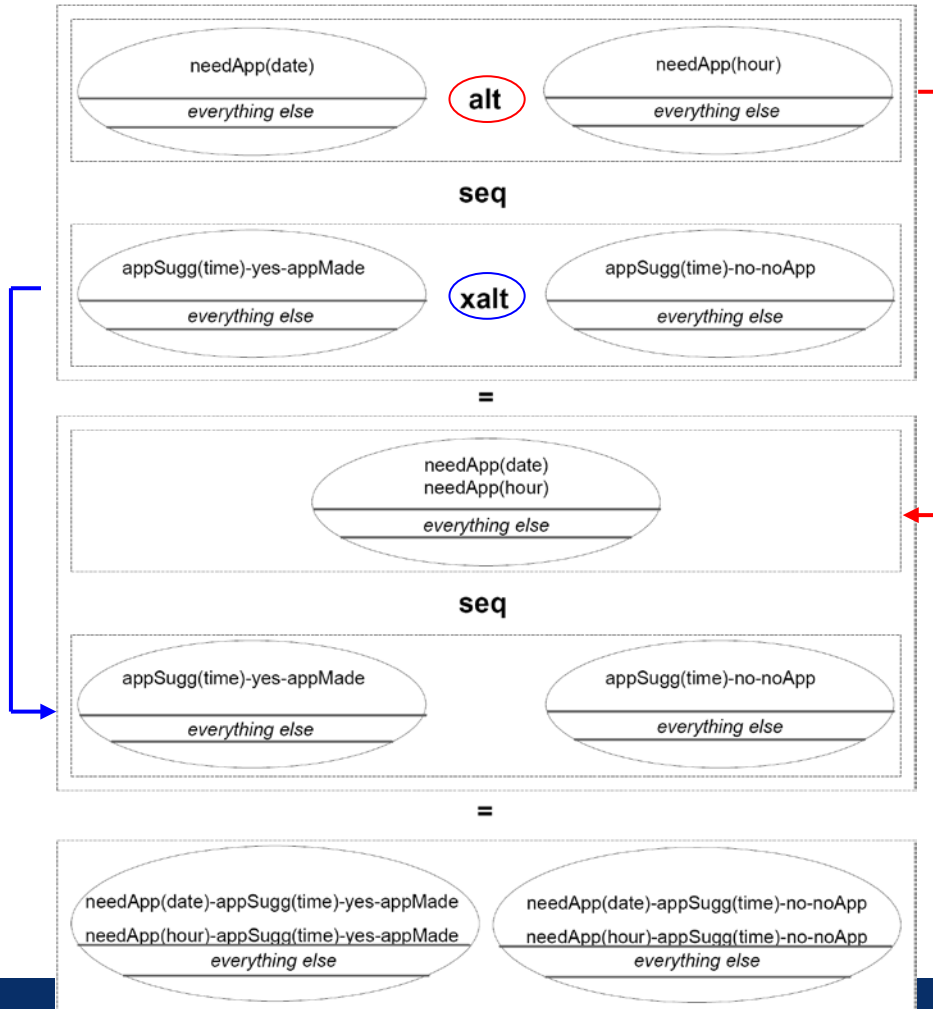 needApp(date)
everything else
alt
needApp(hour)
everything else
seq
appSugg(time)-yes-appMade
everything else
xalt
appSugg(time)-no-noApp
everything else
=
needApp(date)
needApp(hour)
everything else
seq
appSugg(time)-yes-appMade
everything else
appSugg(time)-no-noApp
everything else
=
needApp(date)-appSugg(time)-yes-appMade
needApp(hour)-appSugg(time)-yes-appMade
everything else
needApp(date)-appSugg(time)-no-noApp
needApp(hour)-appSugg(time)-no-noApp
everything else